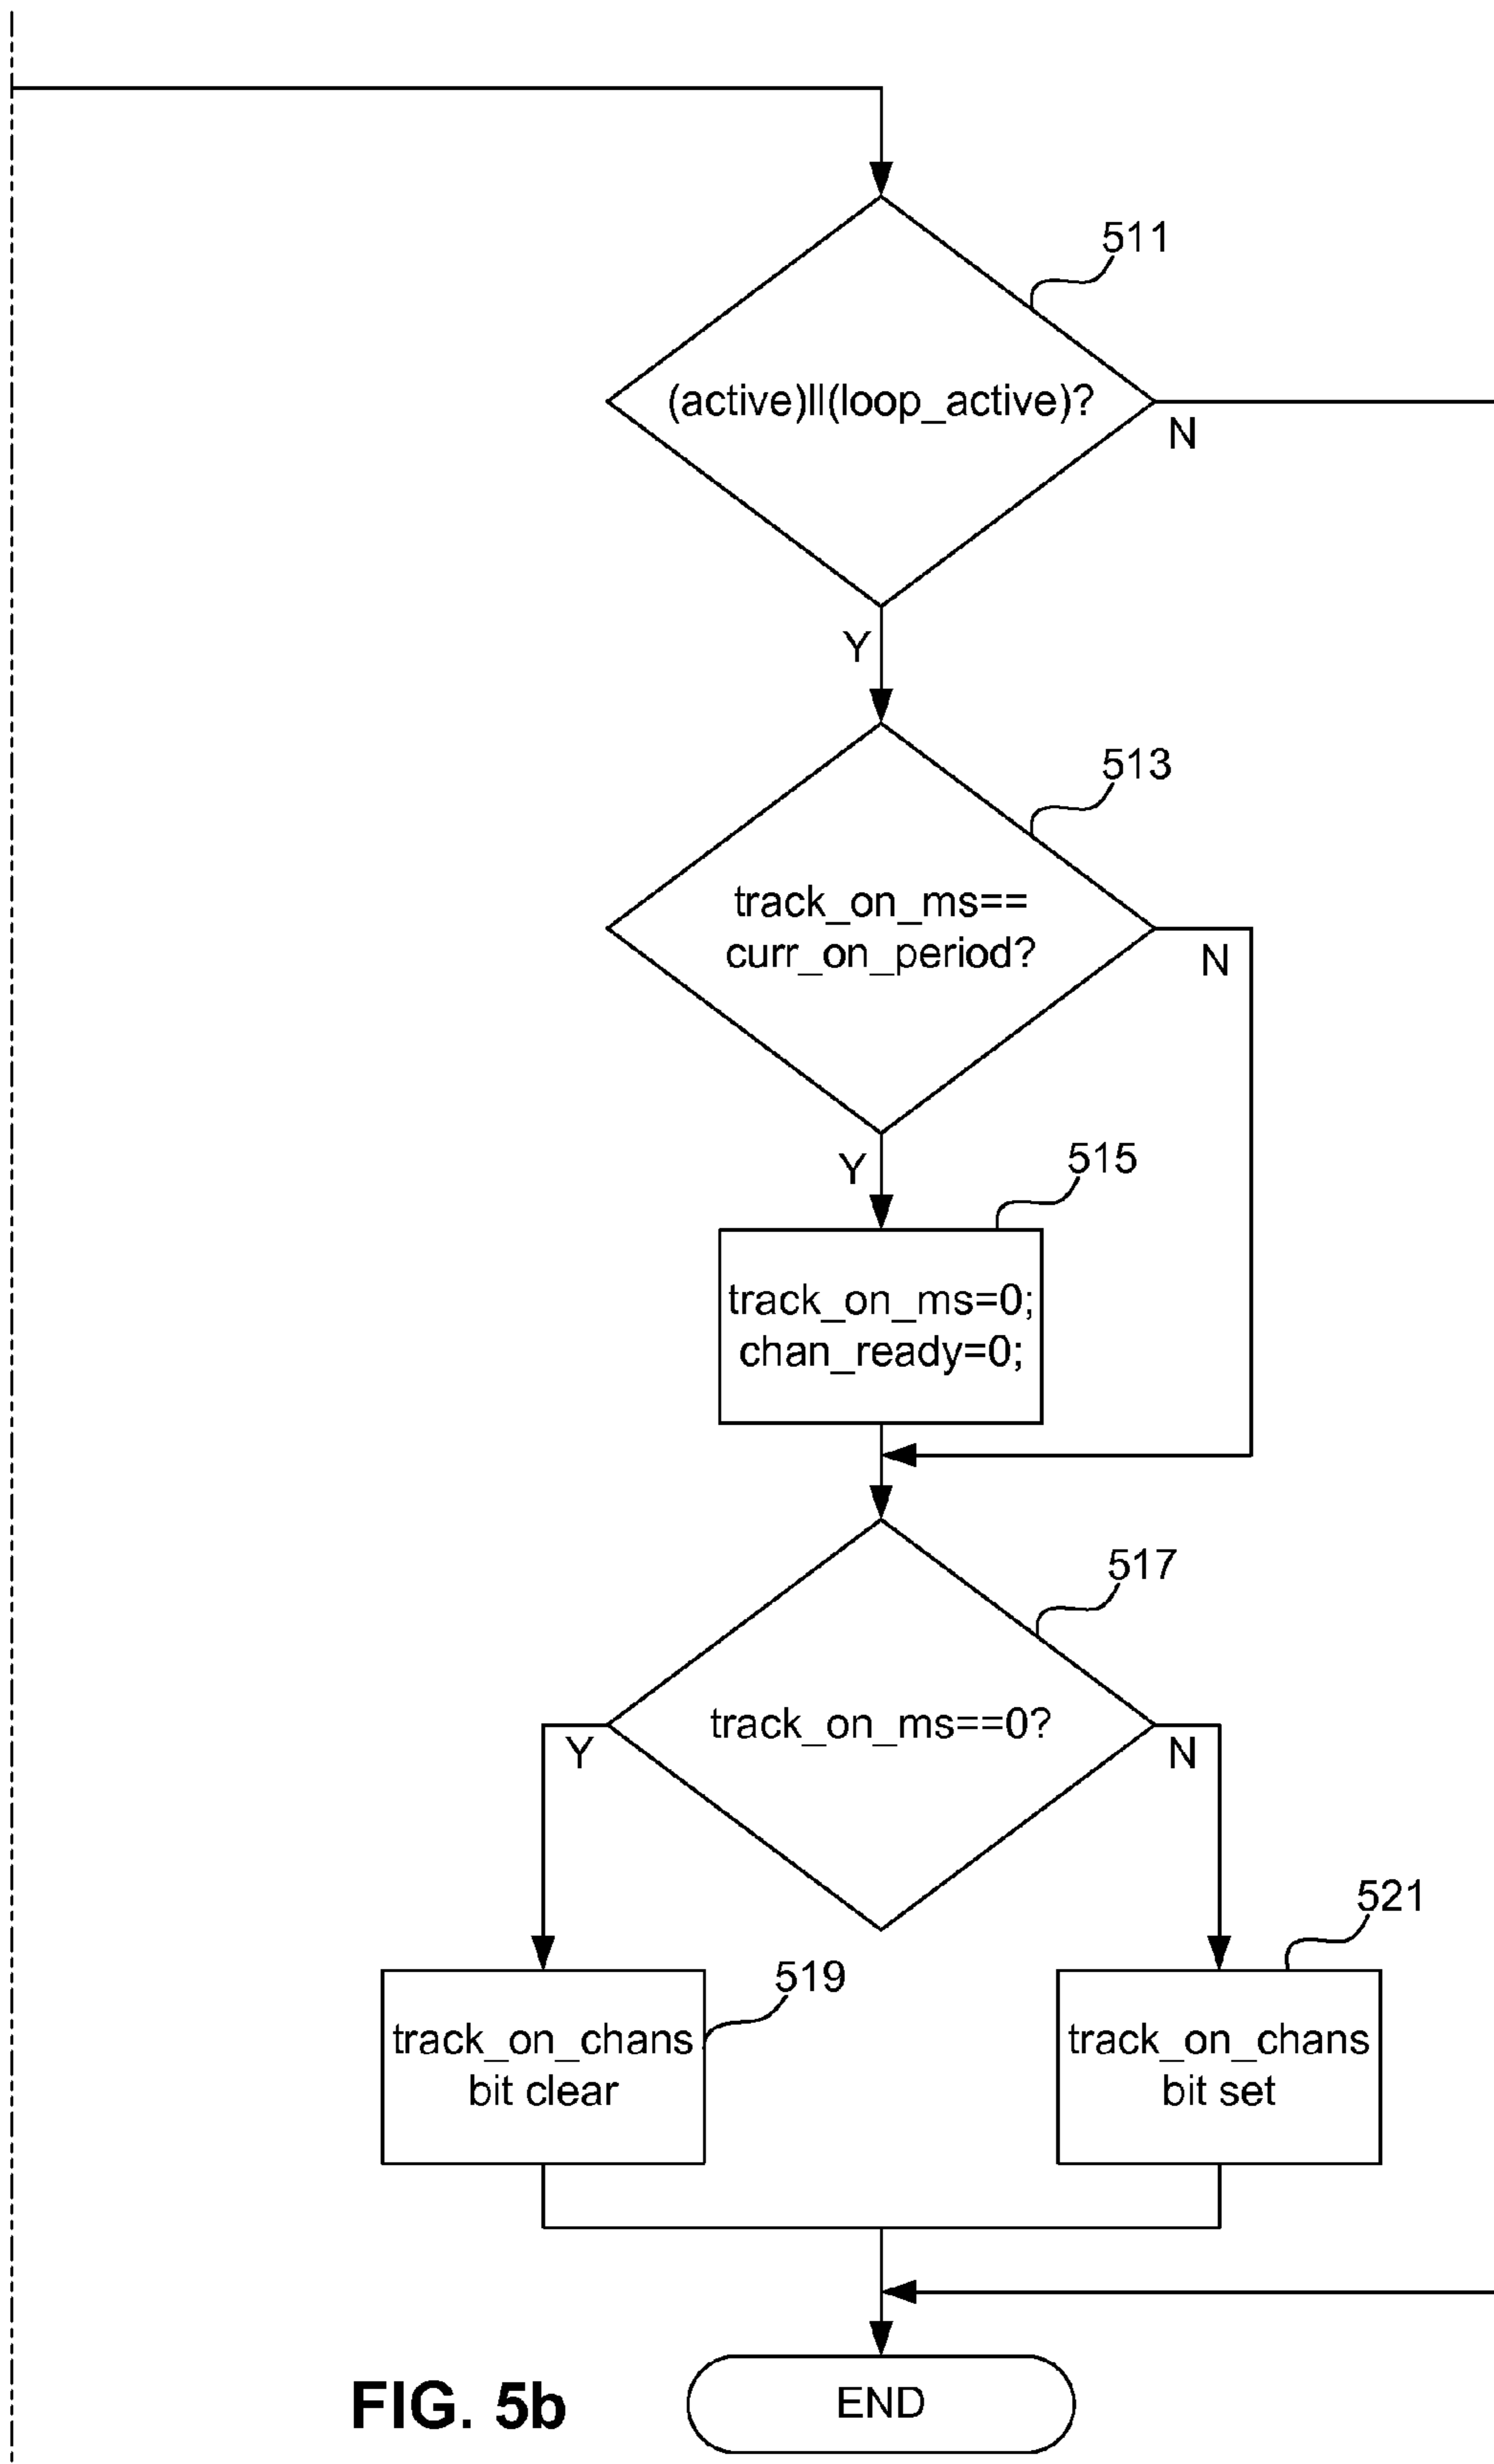 511
(active)||(loop_active)?
N
Y
513
track_on_ms==
curr_on_period?
N
Y
515
track_on_ms=0;
chan_ready=0;
517
track_on_ms==0?
Y
N
521
519
track_on_chans
bit clear
track_on_chans
bit set
FIG. 5b
END